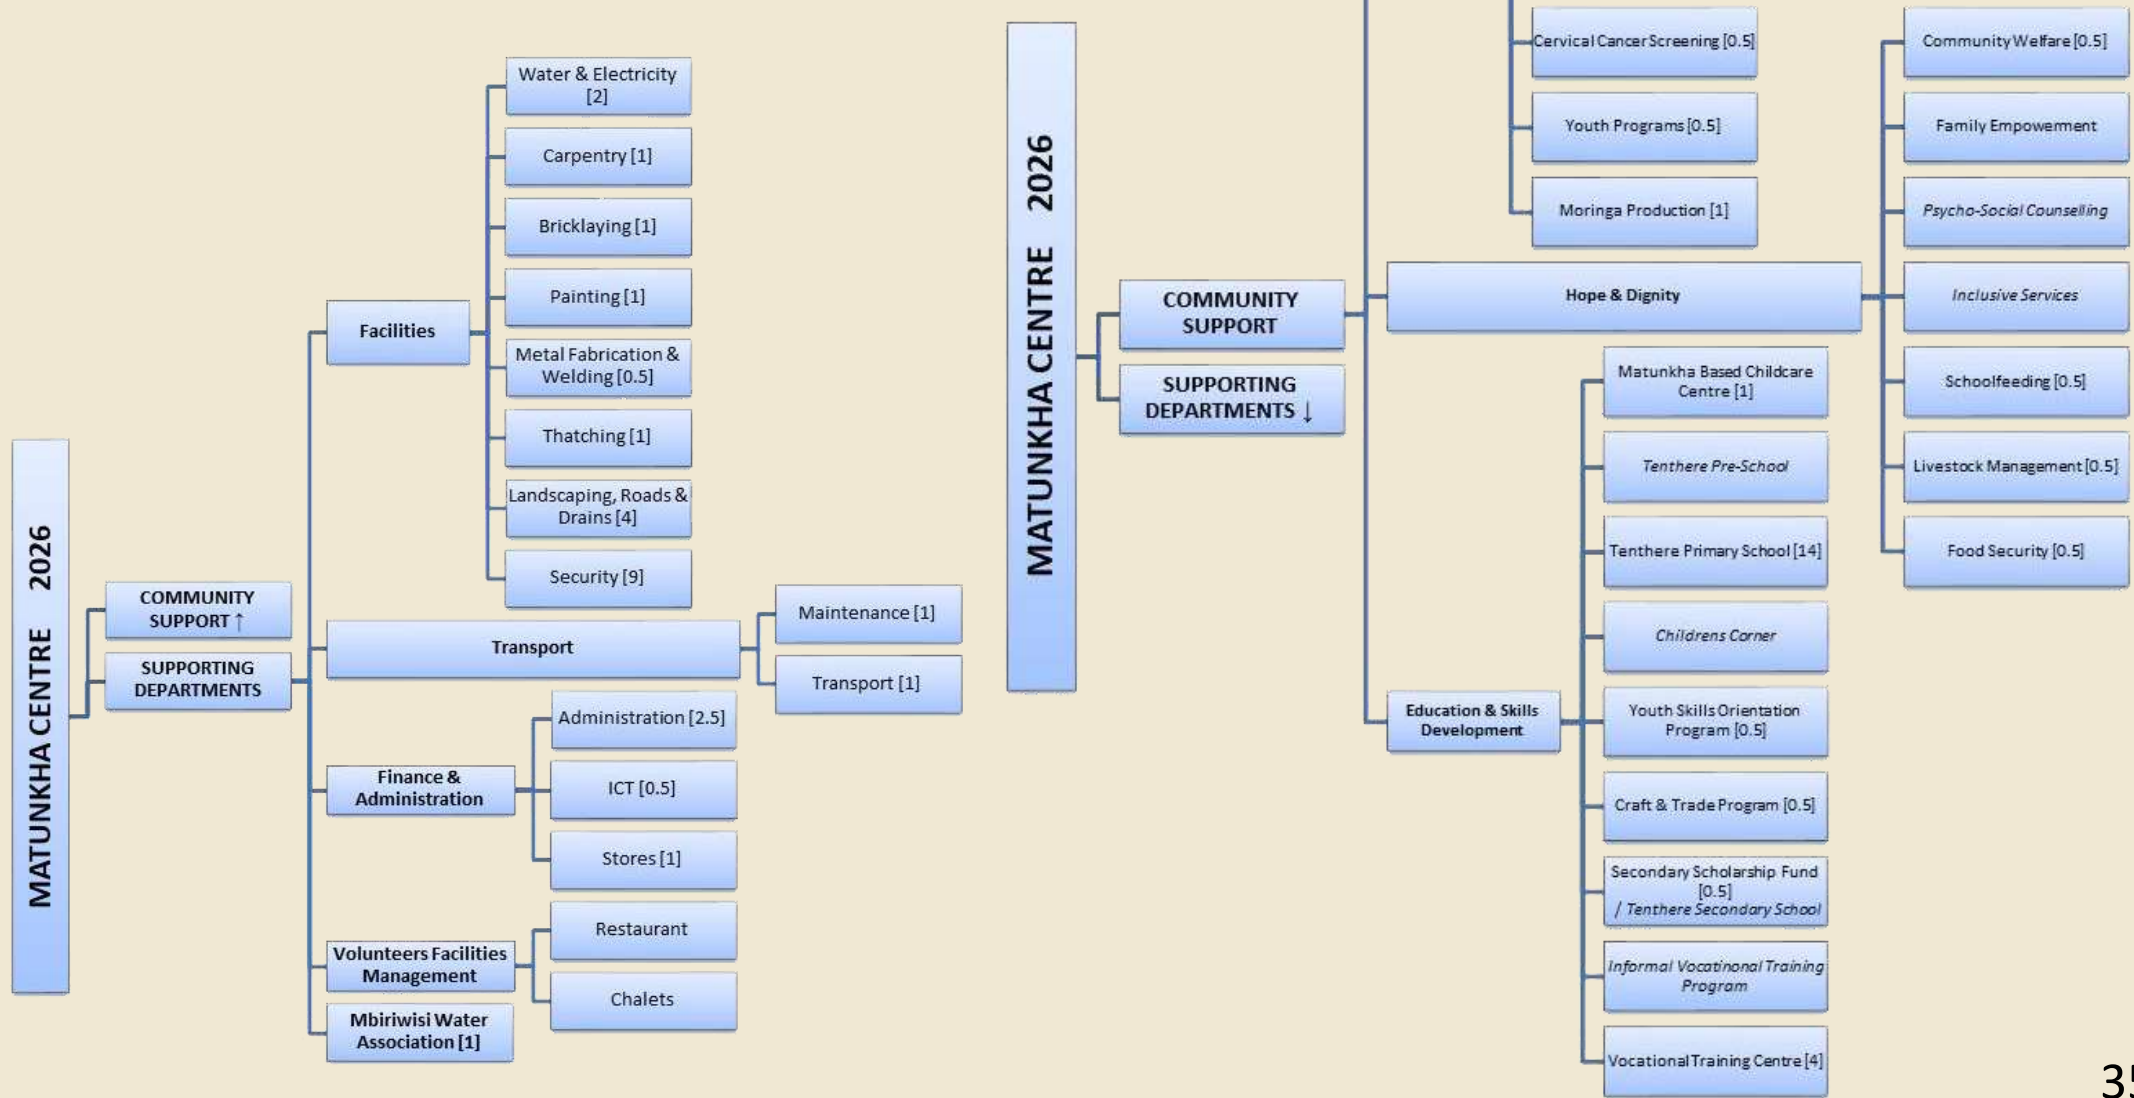 MATUNKHA CENTRE 2026
COMMUNITY
SUPPORT ↑
SUPPORTING
DEPARTMENTS
Facilities
Water & Electricity
[2]
Carpentry [1]
Bricklaying [1]
Painting [1]
Metal Fabrication &
Welding [0.5]
Thatching [1]
Landscaping, Roads &
Drains [4]
Security [9]
Transport
Maintenance [1]
Transport [1]
Finance &
Administration
Administration [2.5]
ICT [0.5]
Stores [1]
Volunteers Facilities
Management
Restaurant
Chalets
Mbiriwisi Water
Association [1]
MATUNKHA CENTRE 2026
COMMUNITY
SUPPORT
SUPPORTING
DEPARTMENTS ↓
Cervical Cancer Screening [0.5]
Youth Programs [0.5]
Moringa Production [1]
Hope & Dignity
Community Welfare [0.5]
Family Empowerment
Psycho-Social Counselling
Inclusive Services
Schoolfeeding [0.5]
Livestock Management [0.5]
Food Security [0.5]
Education & Skills
Development
Matunkha Based Childcare
Centre [1]
Tenthere Pre-School
Tenthere Primary School [14]
Childrens Corner
Youth Skills Orientation
Program [0.5]
Craft & Trade Program [0.5]
Secondary Scholarship Fund
[0.5]
/ Tenthere Secondary School
Informal Vocatinonal Training
Program
Vocational Training Centre [4]
35